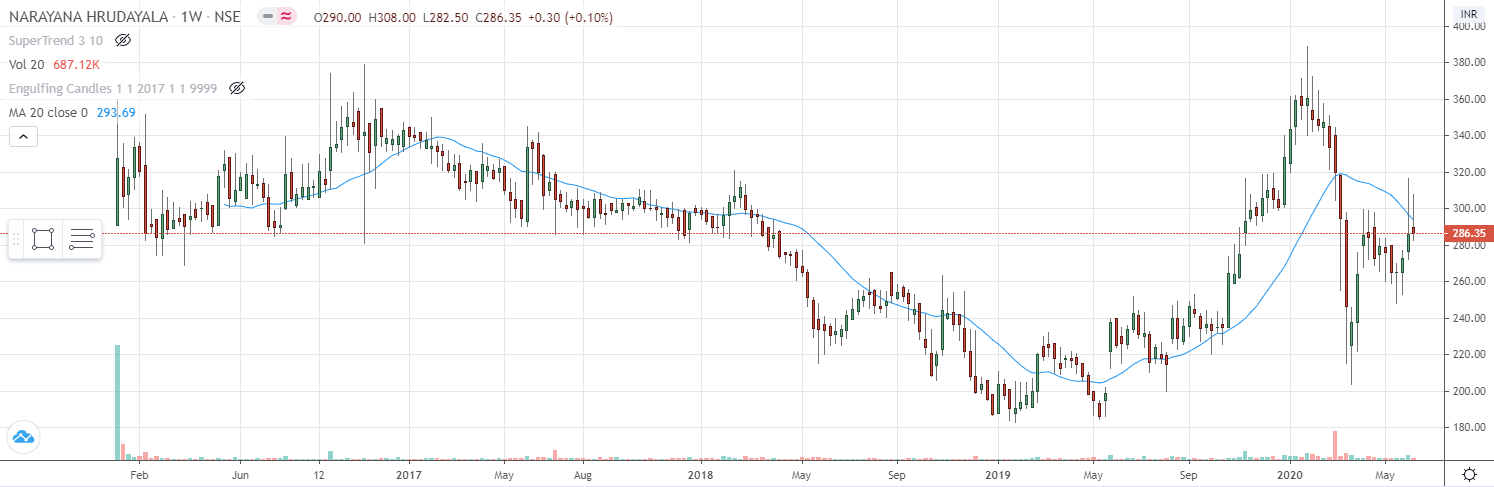 NARAYANA HRUDAYALA · 1W · NSE O290.00 H308.00 L282.50 C286.35 +0.30 (+0.10%)
INR
400.00
SuperTrend 3 10
Vol 20 687.12K
380.00
Engulfing Candles 1 1 2017 1 1 9999
360.00
MA 20 close 0 293.69
340.00
320.00
300.00
286.35
280.00
260.00
240.00
220.00
200.00
180.00
Feb Jun 12 2017 May Aug 2018 May Sep 2019 May Sep 2020 May